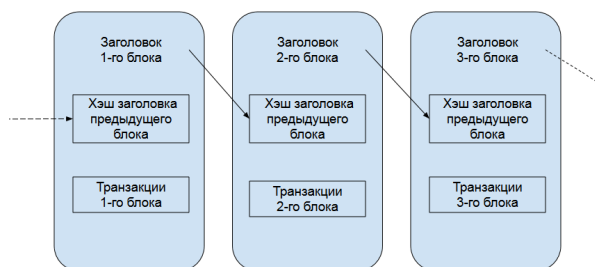 Заголовок
1-го блока
Хэш заголовка
предыдущего
блока
Транзакции
1-го блока
Заголовок
2-го блока
Хэш заголовка
предыдущего
блока
Транзакции
2-го блока
Заголовок
3-го блока
Хэш заголовка
предыдущего
блока
Транзакции
3-го блока